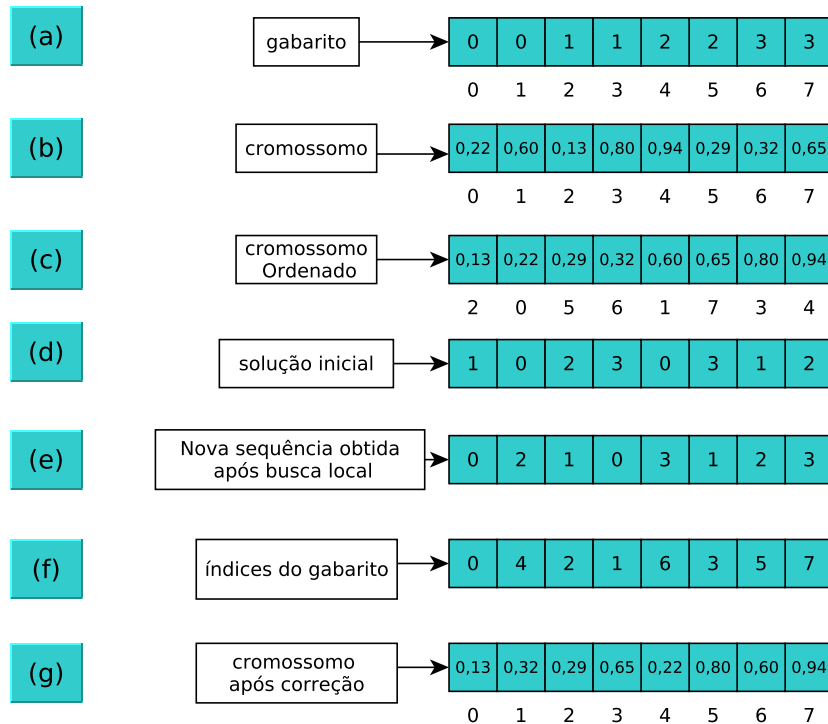 (a)
gabarito
0 0 1 1 2 2 3 3
0 1 2 3 4 5 6 7
(b)
cromossomo
0,22 0,60 0,13 0,80 0,94 0,29 0,32 0,65
0 1 2 3 4 5 6 7
(c)
cromossomo
Ordenado
0,13 0,22 0,29 0,32 0,60 0,65 0,80 0,94
2 0 5 6 1 7 3 4
(d)
solução inicial
1 0 2 3 0 3 1 2
(e)
Nova sequência obtida
após busca local
0 2 1 0 3 1 2 3
(f)
índices do gabarito
0 4 2 1 6 3 5 7
(g)
cromossomo
após correção
0,13 0,32 0,29 0,65 0,22 0,80 0,60 0,94
0 1 2 3 4 5 6 7